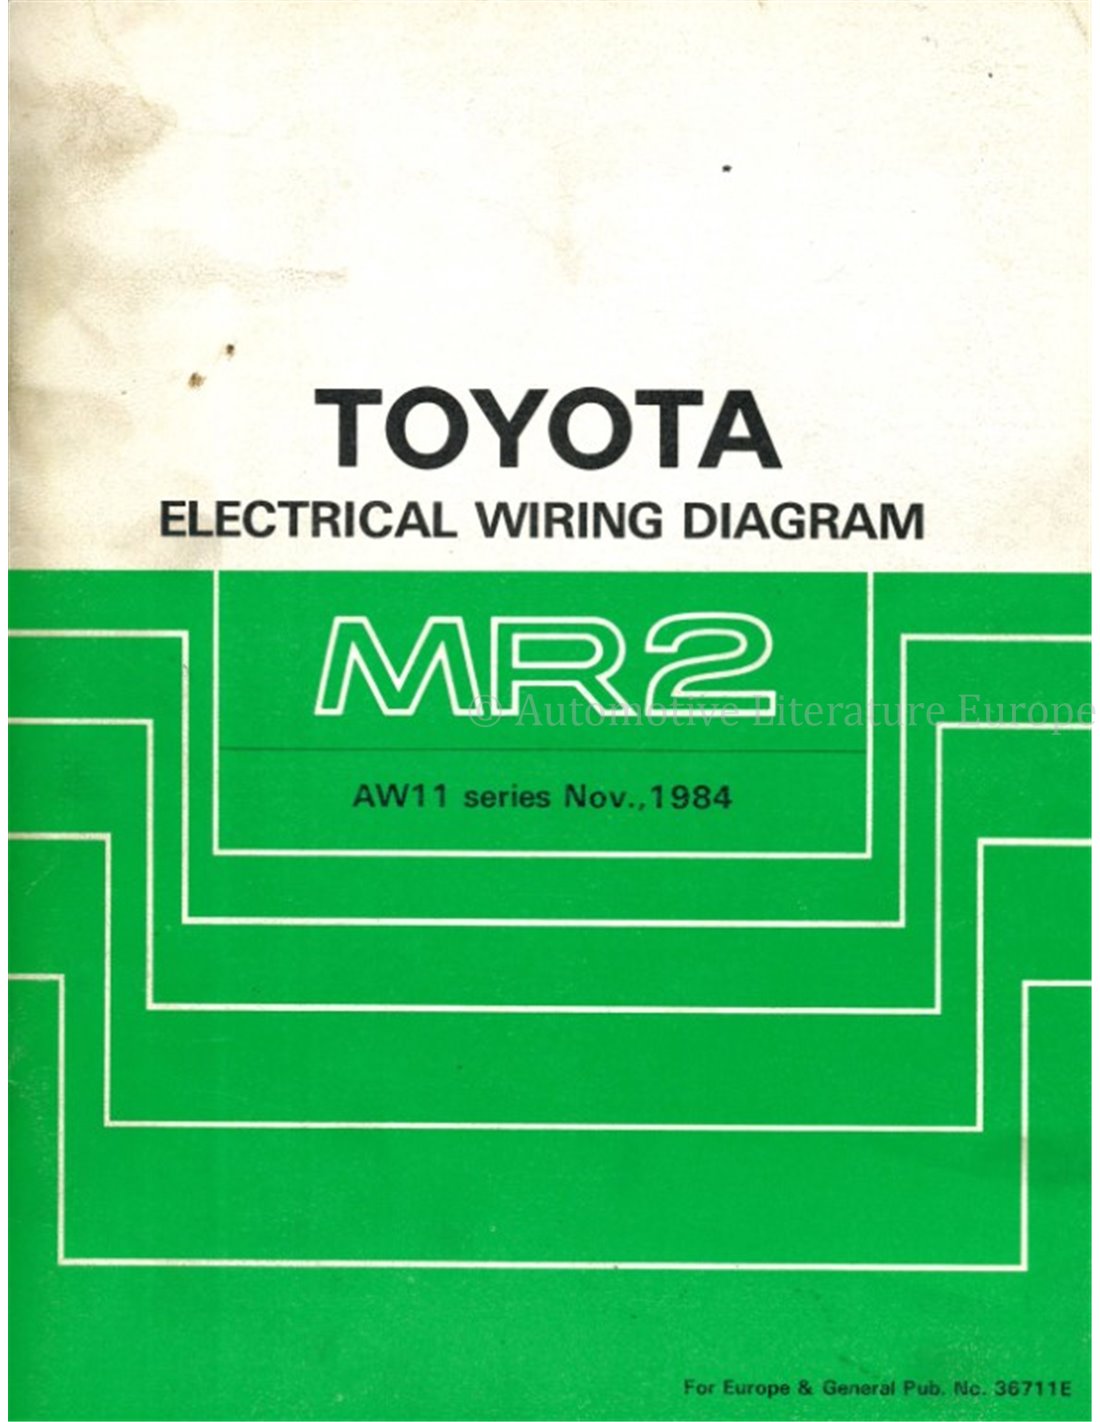 TOYOTA
ELECTRICAL WIRING DIAGRAM
MR2
© Automotive Literature Europe
AW11 series Nov.,1984
For Europe & General Pub. No. 36711E